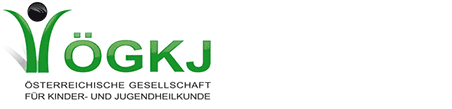 ÖGKJ
ÖSTERREICHISCHE GESELLSCHAFT
FÜR KINDER- UND JUGENDHEILKUNDE